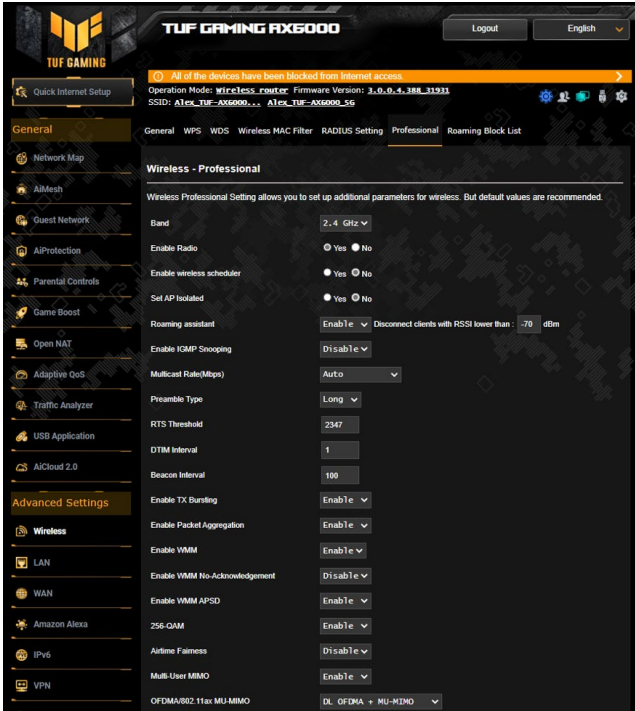 TUF GAMING
TUF GAMING AX6000
Logout
English
Quick Internet Setup
All of the devices have been blocked from Internet access.
Operation Mode: Wireless router Firmware Version: 3.0.0.4.388_31931
SSID: Alex_TUF-AX6000... Alex_TUF-AX6000_5G
General
General WPS WDS Wireless MAC Filter RADIUS Setting Professional Roaming Block List
Network Map
AiMesh
Guest Network
AiProtection
Parental Controls
Game Boost
Open NAT
Adaptive QoS
Traffic Analyzer
USB Application
AiCloud 2.0
Advanced Settings
Wireless
LAN
WAN
Amazon Alexa
IPv6
VPN
Wireless - Professional
Wireless Professional Setting allows you to set up additional parameters for wireless. But default values are recommended.
Band 2.4 GHz
Enable Radio Yes No
Enable wireless scheduler Yes No
Set AP Isolated Yes No
Roaming assistant Enable Disconnect clients with RSSI lower than : -70 dBm
Enable IGMP Snooping Disable
Multicast Rate(Mbps) Auto
Preamble Type Long
RTS Threshold 2347
DTIM Interval 1
Beacon Interval 100
Enable TX Bursting Enable
Enable Packet Aggregation Enable
Enable WMM Enable
Enable WMM No-Acknowledgement Disable
Enable WMM APSD Enable
256-QAM Enable
Airtime Fairness Disable
Multi-User MIMO Enable
OFDMA/802.11ax MU-MIMO DL OFDMA + MU-MIMO